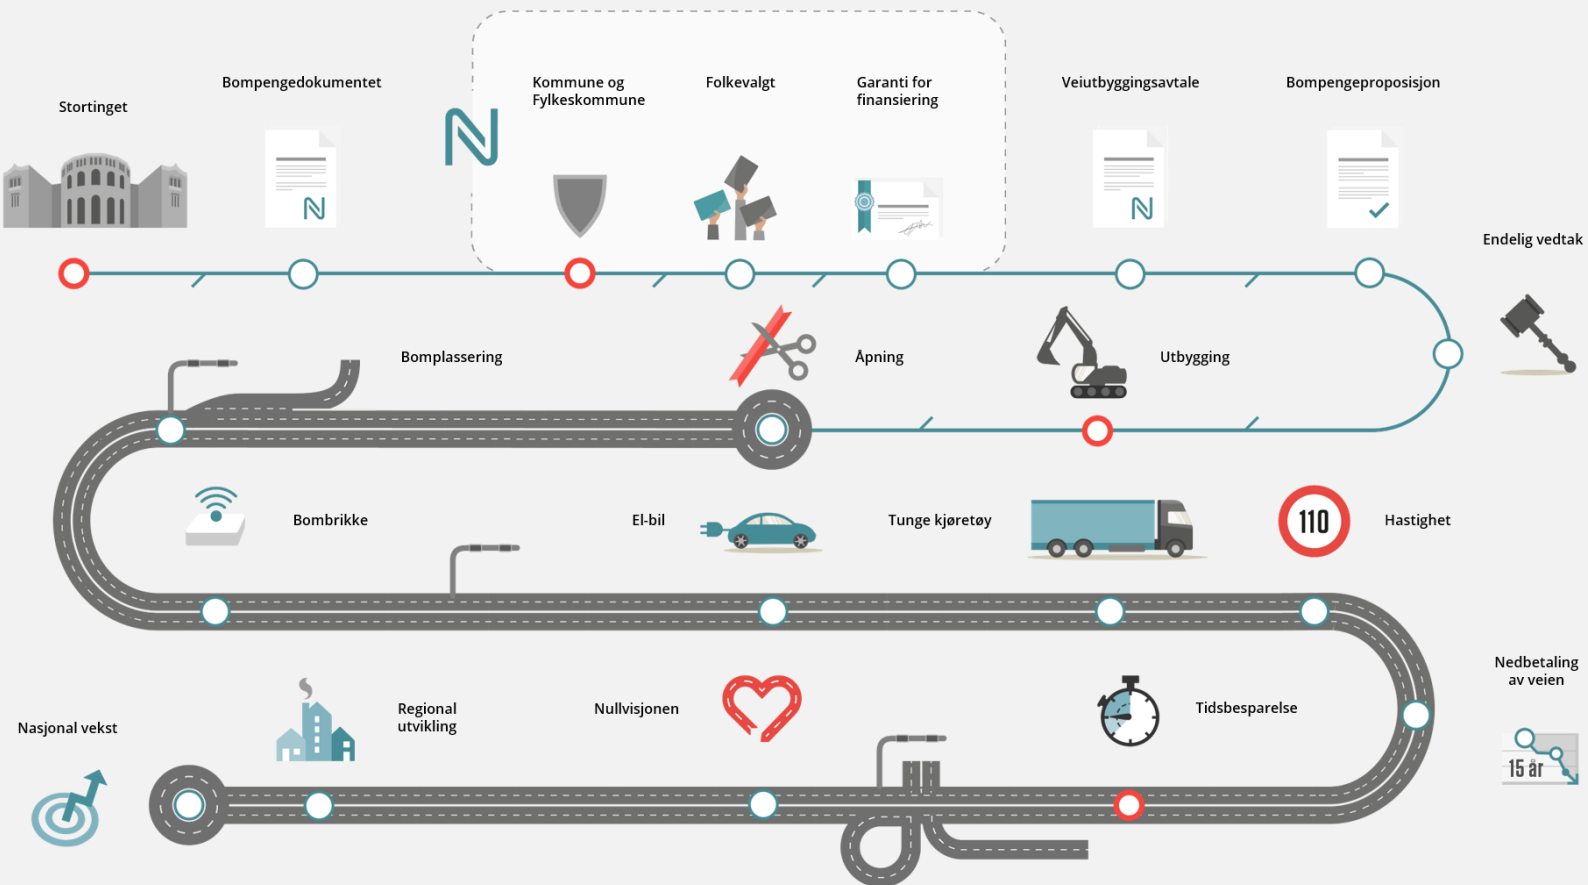 Stortinget
Bompengedokumentet
Kommune og
Fylkeskommune
Folkevalgt
Garanti for
finansiering
Veiutbyggingsavtale
Bompengeproposisjon
Endelig vedtak
Bomplassering
Åpning
Utbygging
Bombrikke
El-bil
Tunge kjøretøy
110
Hastighet
Nedbetaling
av veien
15 år
Nasjonal vekst
Regional
utvikling
Nullvisjonen
Tidsbesparelse